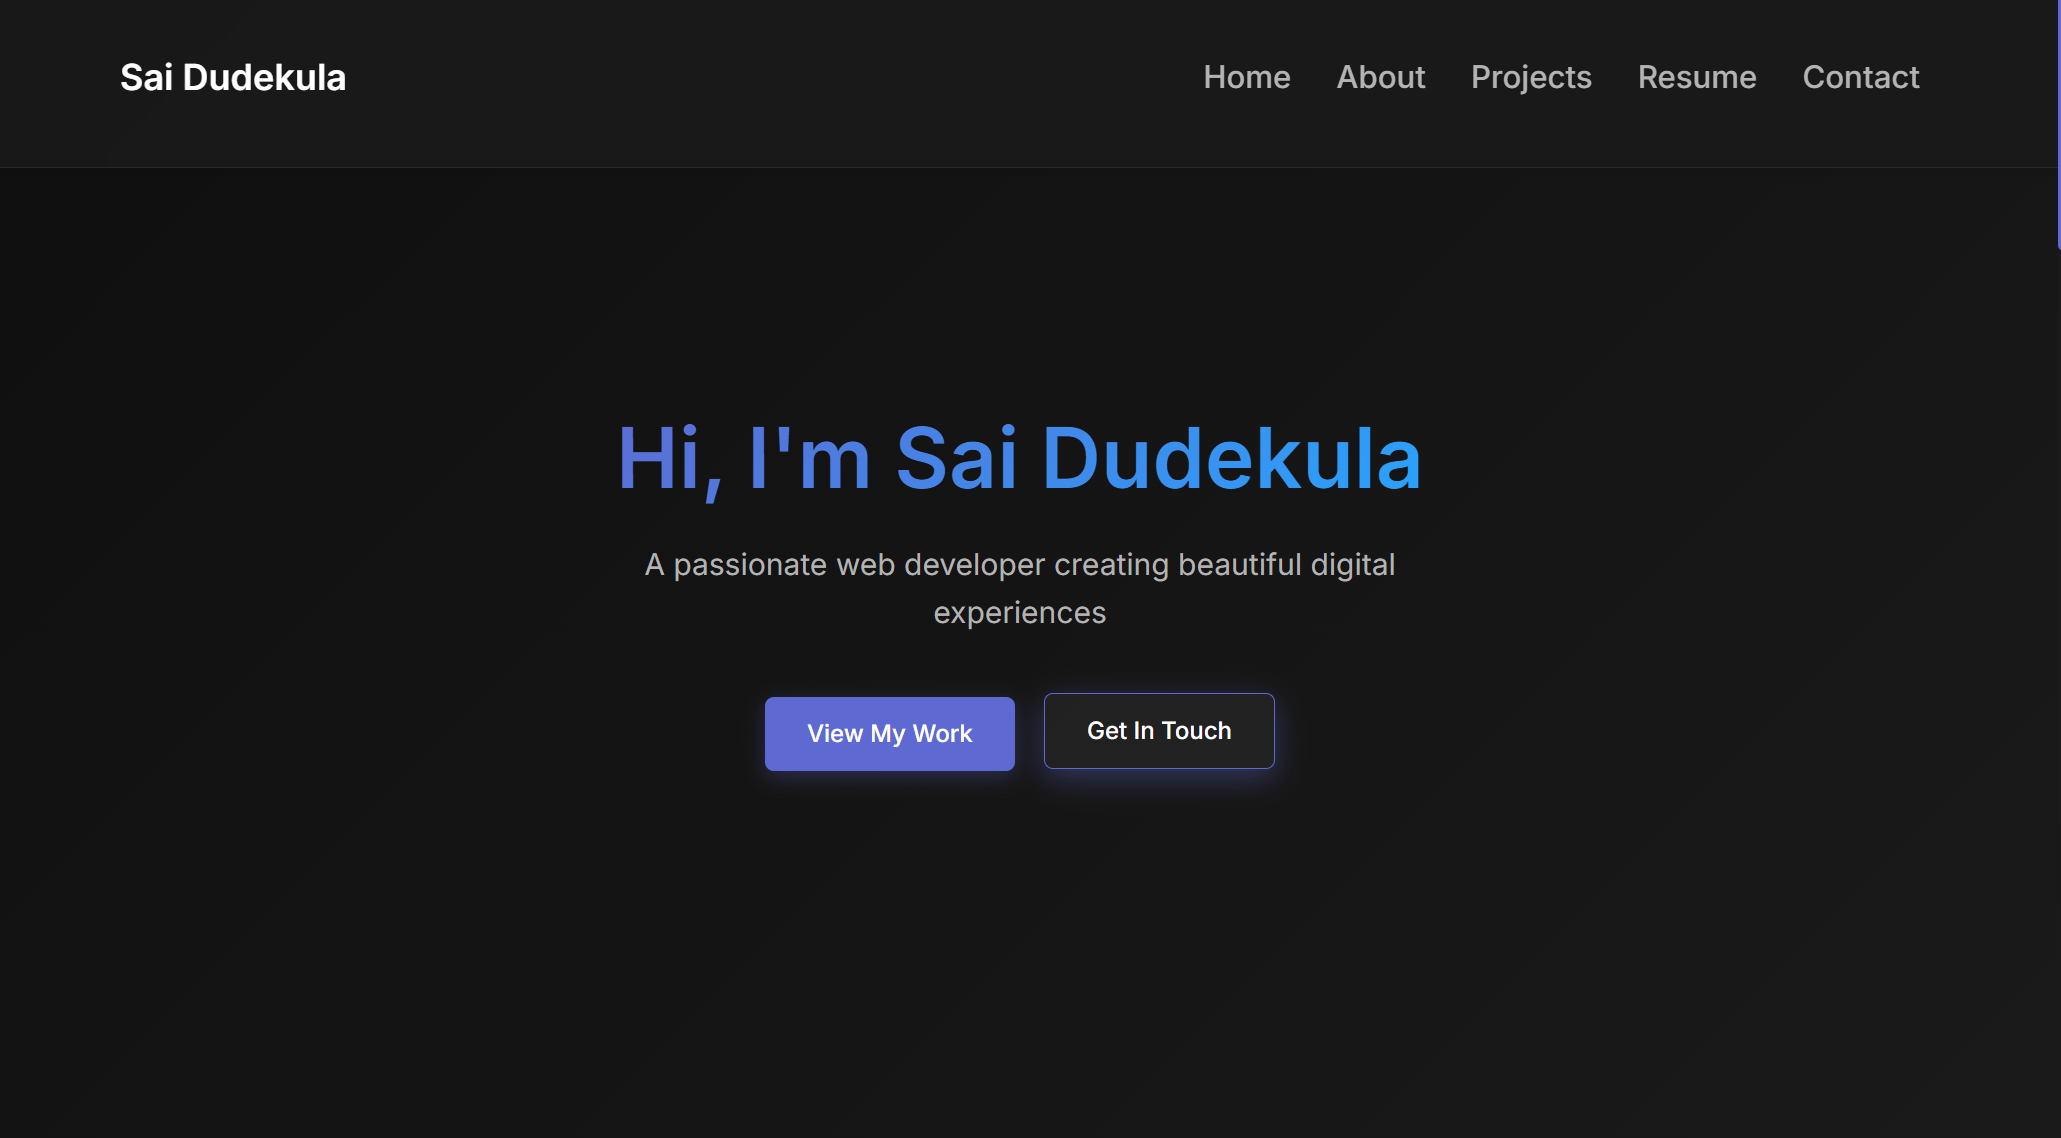 Sai Dudekula
Home About Projects Resume Contact
Hi, I'm Sai Dudekula
A passionate web developer creating beautiful digital
experiences
View My Work
Get In Touch